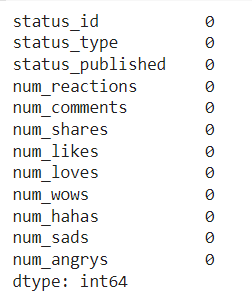 status_id 0
status_type 0
status_published 0
num_reactions 0
num_comments 0
num_shares 0
num_likes 0
num_loves 0
num_wows 0
num_hahas 0
num_sads 0
num_angrys 0
dtype: int64